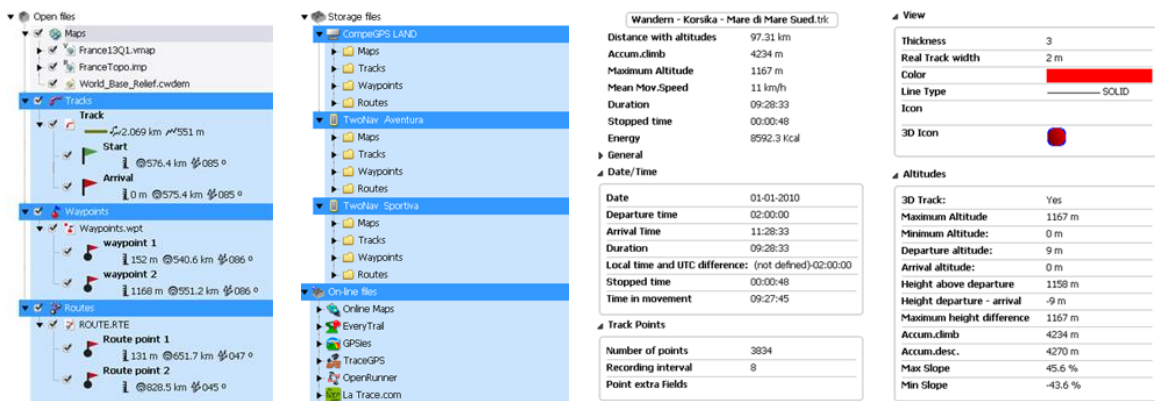 Open files
Maps
France13Q1.vmap
FranceTopo.imp
World_Base_Relief.cwdem
Tracks
Track
2.069 km 551 m
Start
576.4 km 085 º
Arrival
0 m 575.4 km 085 º
Waypoints
Waypoints.wpt
waypoint 1
152 m 540.6 km 086 º
waypoint 2
1168 m 551.2 km 086 º
Routes
ROUTE.RTE
Route point 1
131 m 651.7 km 047 º
Route point 2
828.5 km 045 º
Storage files
CompeGPS LAND
Maps
Tracks
Waypoints
Routes
TwoNav Aventura
Maps
Tracks
Waypoints
Routes
TwoNav Sportiva
Maps
Tracks
Waypoints
Routes
On-line files
Online Maps
EveryTrail
GPSies
TraceGPS
OpenRunner
La Trace.com
Wandern - Korsika - Mare di Mare Sued.trk
Distance with altitudes 97.31 km
Accum.climb 4234 m
Maximum Altitude 1167 m
Mean Mov.Speed 11 km/h
Duration 09:28:33
Stopped time 00:00:48
Energy 8592.3 Kcal
General
Date/Time
Date 01-01-2010
Departure time 02:00:00
Arrival Time 11:28:33
Duration 09:28:33
Local time and UTC difference: (not defined)-02:00:00
Stopped time 00:00:48
Time in movement 09:27:45
Track Points
Number of points 3834
Recording interval 8
Point extra Fields
View
Thickness 3
Real Track width 2 m
Color
Line Type SOLID
Icon
3D Icon
Altitudes
3D Track: Yes
Maximum Altitude 1167 m
Minimum Altitude: 0 m
Departure altitude: 9 m
Arrival altitude: 0 m
Height above departure 1158 m
Height departure - arrival -9 m
Maximum height difference 1167 m
Accum.climb 4234 m
Accum.desc. 4270 m
Max Slope 45.6 %
Min Slope -43.6 %